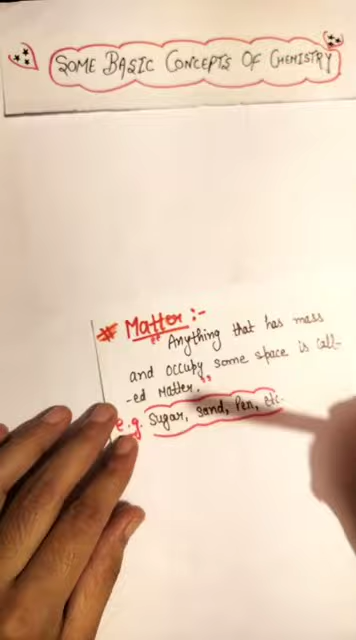 SOME BASIC CONCEPTS OF CHEMISTRY
# Matter :-
" Anything that has mass
and occupy some space is call-
-ed Matter."
e.g. Sugar, sand, Pen, etc.